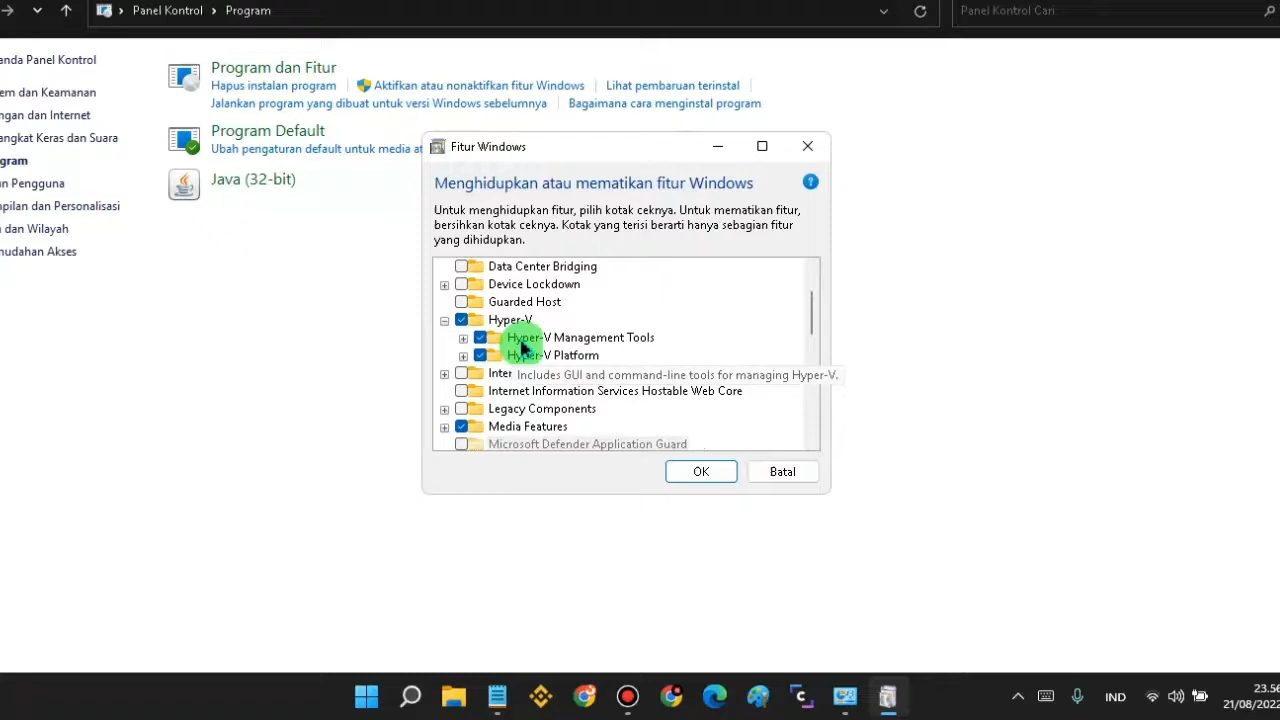 Panel Kontrol > Program
Panel Kontrol Cari
anda Panel Kontrol
em dan Keamanan
ngan dan Internet
angkat Keras dan Suara
gram
n Pengguna
npilan dan Personalisasi
n dan Wilayah
mudahan Akses
Program dan Fitur
Hapus instalan program
Aktifkan atau nonaktifkan fitur Windows
Lihat pembaruan terinstal
Jalankan program yang dibuat untuk versi Windows sebelumnya
Bagaimana cara menginstal program
Program Default
Ubah pengaturan default untuk media at
Java (32-bit)
Fitur Windows
Menghidupkan atau mematikan fitur Windows
Untuk menghidupkan fitur, pilih kotak ceknya. Untuk mematikan fitur,
bersihkan kotak ceknya. Kotak yang terisi berarti hanya sebagian fitur
yang dihidupkan.
Data Center Bridging
Device Lockdown
Guarded Host
Hyper-V
Hyper-V Management Tools
Hyper-V Platform
Inter
Includes GUI and command-line tools for managing Hyper-V.
Internet Information Services Hostable Web Core
Legacy Components
Media Features
Microsoft Defender Application Guard
OK
Batal
IND
23.56
21/08/2022